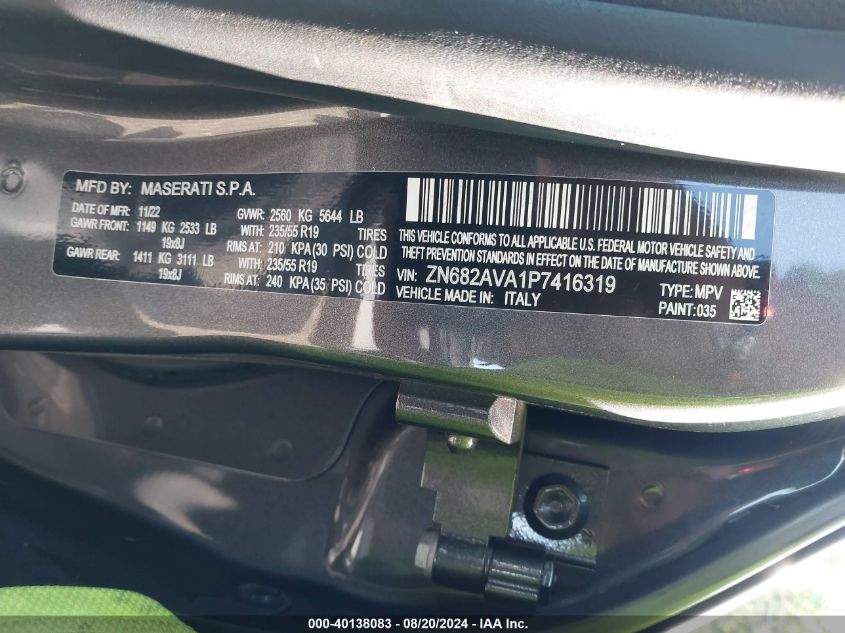 MFD BY: MASERATI S.P.A.
DATE OF MFR: 11/22 GVWR: 2560 KG 5644 LB
GAWR FRONT: 1149 KG 2533 LB WITH: 235/55 R19 TIRES
19x8J RIMS AT: 210 KPA (30 PSI) COLD
GAWR REAR: 1411 KG 3111 LB WITH: 235/55 R19 TIRES
19x8J RIMS AT: 240 KPA (35 PSI) COLD
THIS VEHICLE CONFORMS TO ALL APPLICABLE U.S. FEDERAL MOTOR VEHICLE SAFETY AND
THEFT PREVENTION STANDARDS IN EFFECT ON THE DATE OF MANUFACTURE SHOWN ABOVE.
VIN: ZN682AVA1P7416319 TYPE: MPV
VEHICLE MADE IN: ITALY PAINT: 035
000-40138083 / 08/20/2024 - IAA Inc.